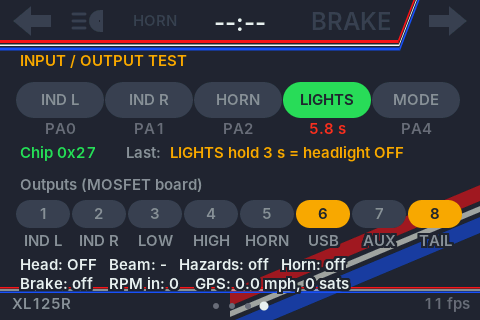 HORN --:-- BRAKE
INPUT / OUTPUT TEST
IND L IND R HORN LIGHTS MODE
PA0 PA1 PA2 5.8 s PA4
Chip 0x27 Last: LIGHTS hold 3 s = headlight OFF
Outputs (MOSFET board)
1 2 3 4 5 6 7 8
IND L IND R LOW HIGH HORN USB AUX TAIL
Head: OFF Beam: - Hazards: off Horn: off
Brake: off RPM in: 0 GPS: 0.0 mph, 0 sats
XL125R 11 fps